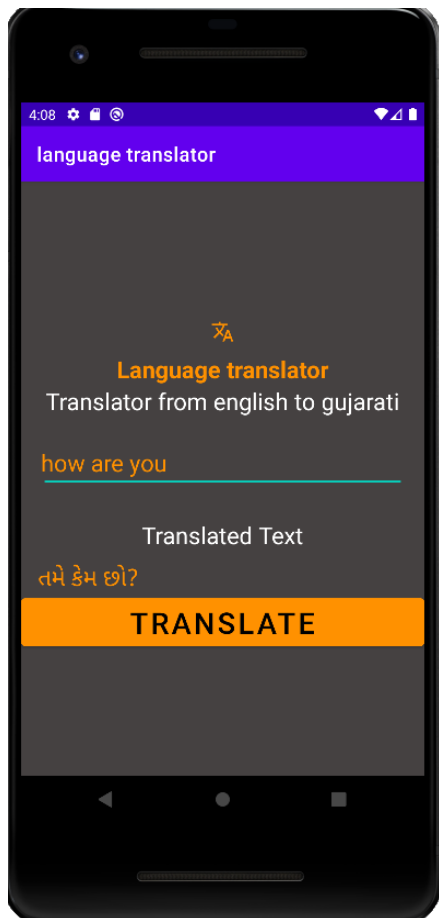 4:08
language translator
Language translator
Translator from english to gujarati
how are you
Translated Text
તમે કેમ છો?
TRANSLATE